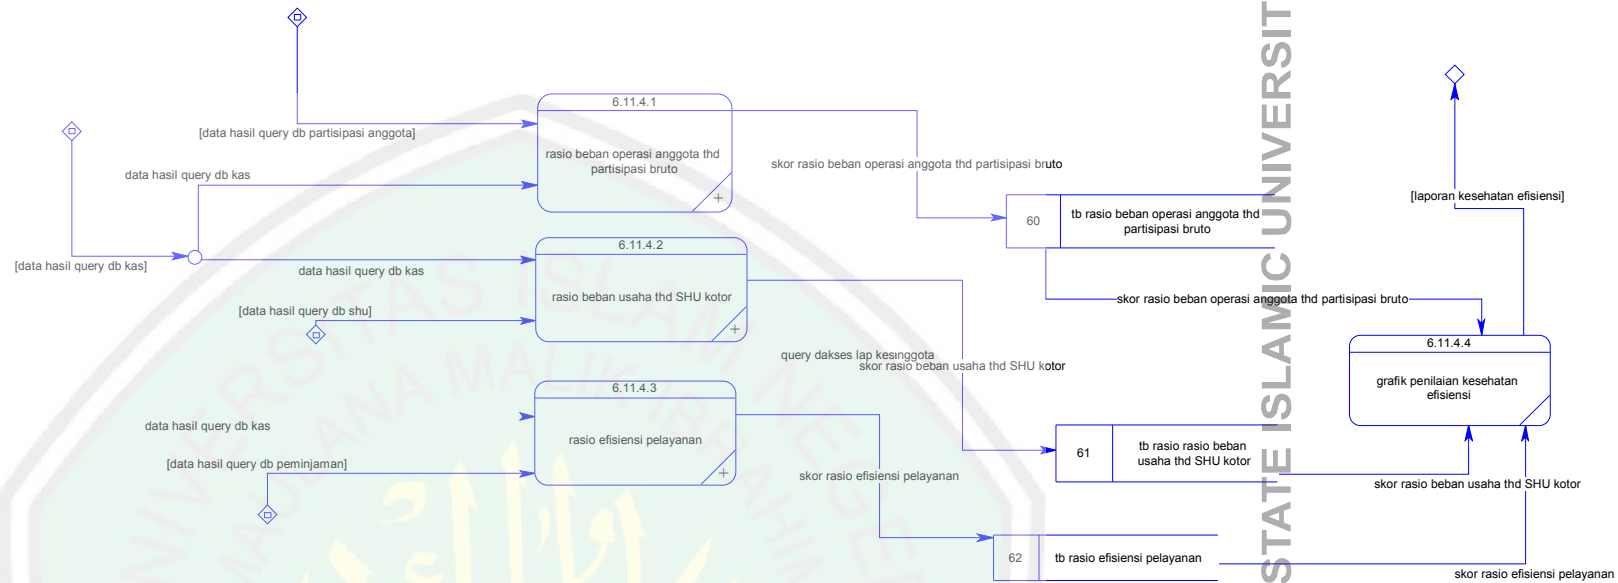 6.11.4.1
[data hasil query db partisipasi anggota]
rasio beban operasi anggota thd
partisipasi bruto
skor rasio beban operasi anggota thd partisipasi bruto
data hasil query db kas
[laporan kesehatan efisiensi]
60
tb rasio beban operasi anggota thd
partisipasi bruto
6.11.4.2
[data hasil query db kas]
data hasil query db kas
rasio beban usaha thd SHU kotor
skor rasio beban operasi anggota thd partisipasi bruto
[data hasil query db shu]
6.11.4.4
query dakses lap kesinggota
skor rasio beban usaha thd SHU kotor
grafik penilaian kesehatan
efisiensi
6.11.4.3
data hasil query db kas
rasio efisiensi pelayanan
61
tb rasio rasio beban
usaha thd SHU kotor
[data hasil query db peminjaman]
skor rasio efisiensi pelayanan
skor rasio beban usaha thd SHU kotor
62
tb rasio efisiensi pelayanan
skor rasio efisiensi pelayanan
STATE ISLAMIC UNIVERSIT
UNIVERSITAS ISLAM NEGE
MAULANA MALIK IBRAHIM